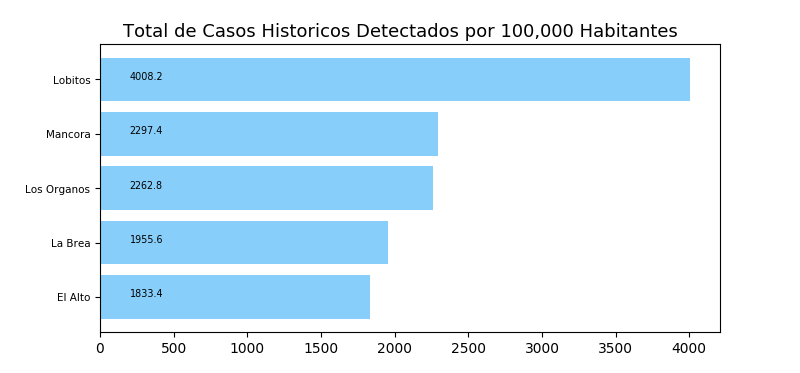 Total de Casos Historicos Detectados por 100,000 Habitantes
Lobitos 4008.2
Mancora 2297.4
Los Organos 2262.8
La Brea 1955.6
El Alto 1833.4
0 500 1000 1500 2000 2500 3000 3500 4000